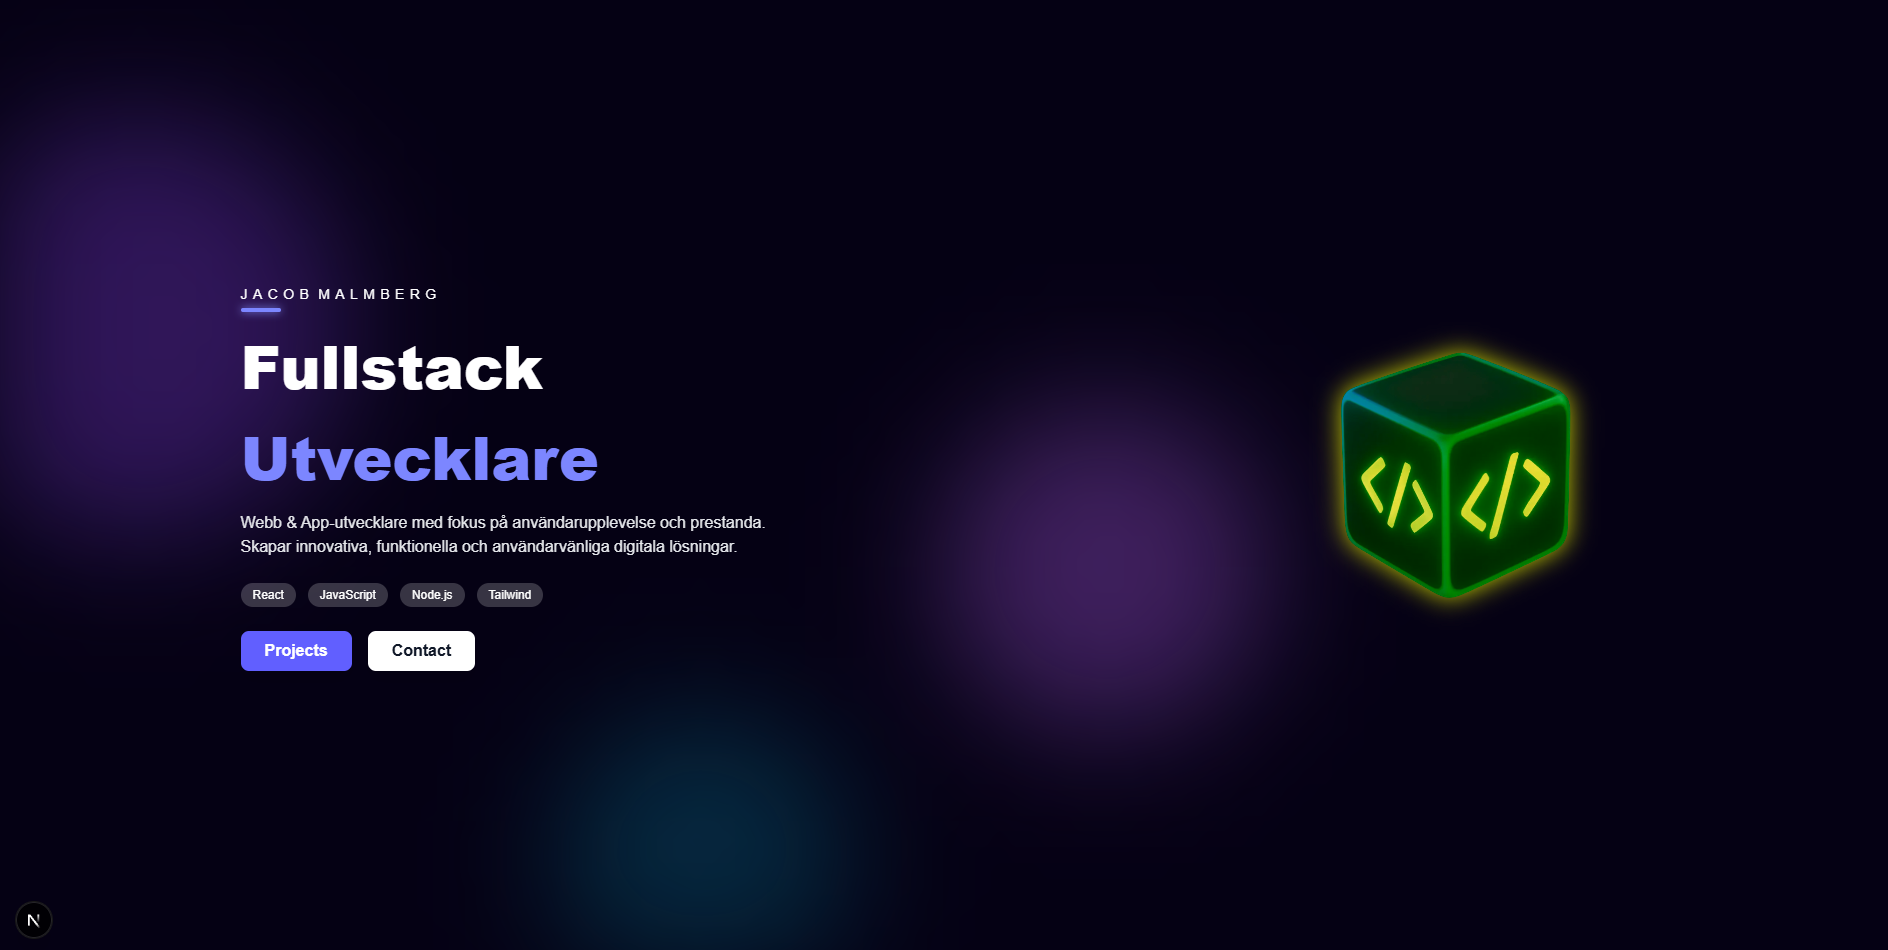 JACOB MALMBERG
Fullstack
Utvecklare
Webb & App-utvecklare med fokus på användarupplevelse och prestanda.
Skapar innovativa, funktionella och användarvänliga digitala lösningar.
React JavaScript Node.js Tailwind
Projects Contact
</> </>
N